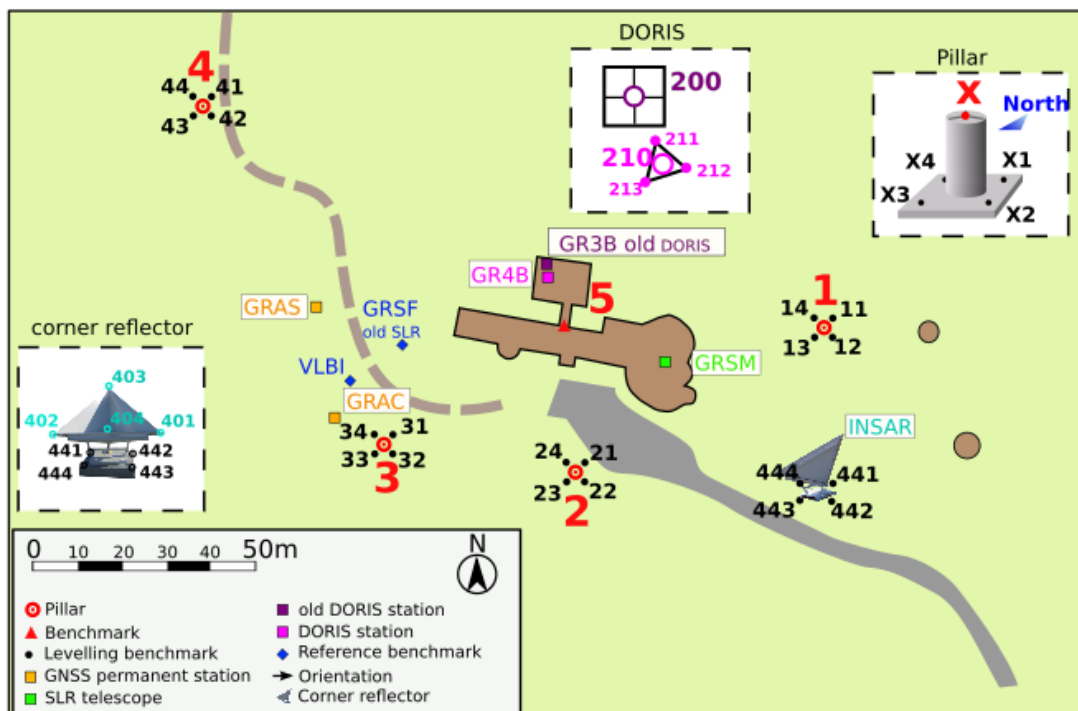 DORIS
200
211
210
212
213
Pillar
X
North
X4
X1
X3
X2
4
44
41
43
42
GR3B old DORIS
GR4B
5
GRAS
GRSF
old SLR
VLBI
GRAC
GRSM
1
14
11
13
12
corner reflector
403
402
404
401
441
442
444
443
34
31
33
32
3
24
21
23
22
2
INSAR
444
441
443
442
0 10 20 30 40 50m
N
Pillar
Benchmark
Levelling benchmark
GNSS permanent station
SLR telescope
old DORIS station
DORIS station
Reference benchmark
Orientation
Corner reflector